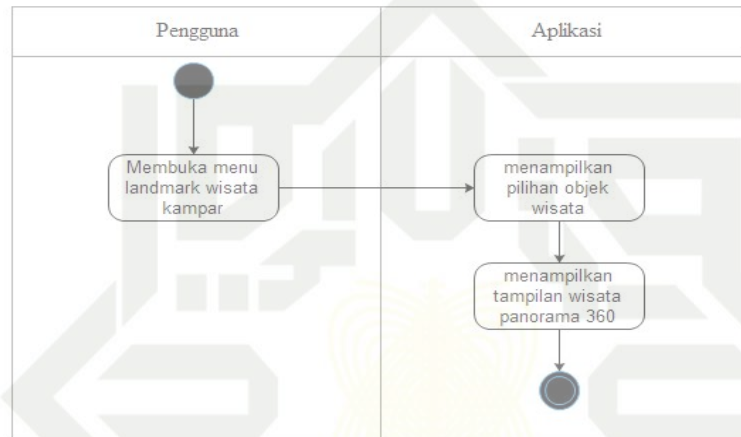 Pengguna
Aplikasi
Membuka menu
landmark wisata
kampar
menampilkan
pilihan objek
wisata
menampilkan
tampilan wisata
panorama 360